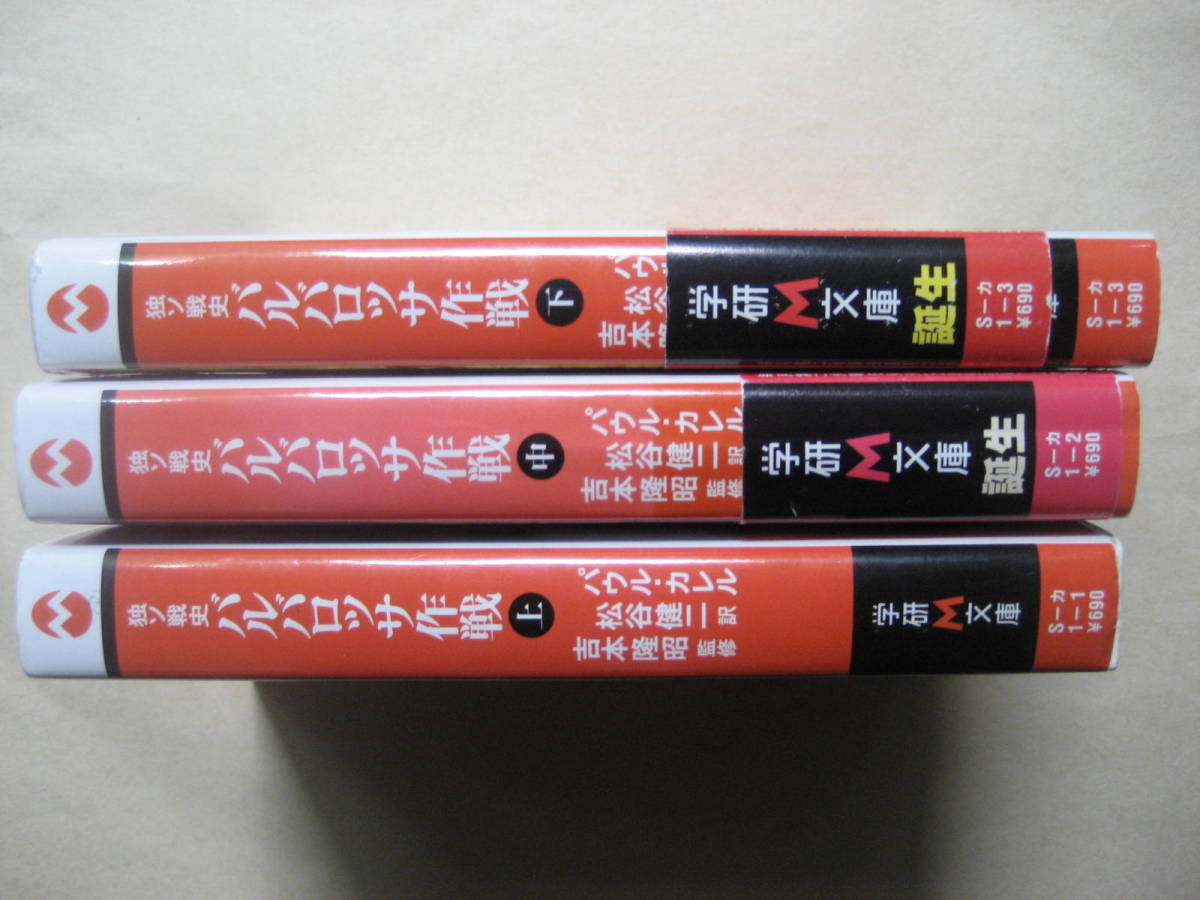 独ソ戦史
バルバロッサ作戦 下
パウ
松谷
吉本
学研M文庫
誕生
S-カ
1-3
¥690
S-カ
1-3
¥690
独ソ戦史
バルバロッサ作戦 中
パウル・カレル
松谷健二 訳
吉本隆昭 監修
学研M文庫
誕生
S-カ
1-2
¥690
独ソ戦史
バルバロッサ作戦 上
パウル・カレル
松谷健二 訳
吉本隆昭 監修
学研M文庫
S-カ
1-1
¥690